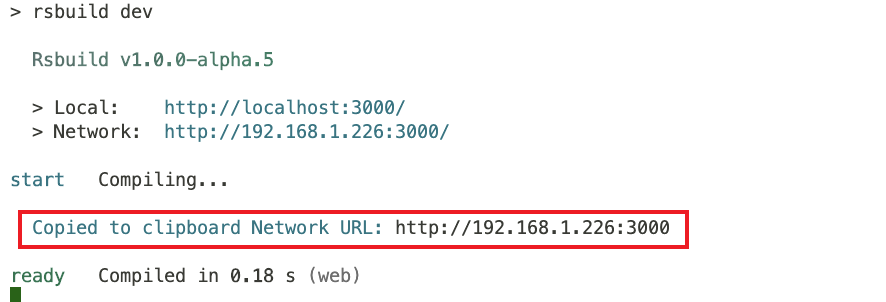 > rsbuild dev
Rsbuild v1.0.0-alpha.5
> Local:    http://localhost:3000/
> Network:  http://192.168.1.226:3000/
start   Compiling...
Copied to clipboard Network URL: http://192.168.1.226:3000
ready   Compiled in 0.18 s (web)